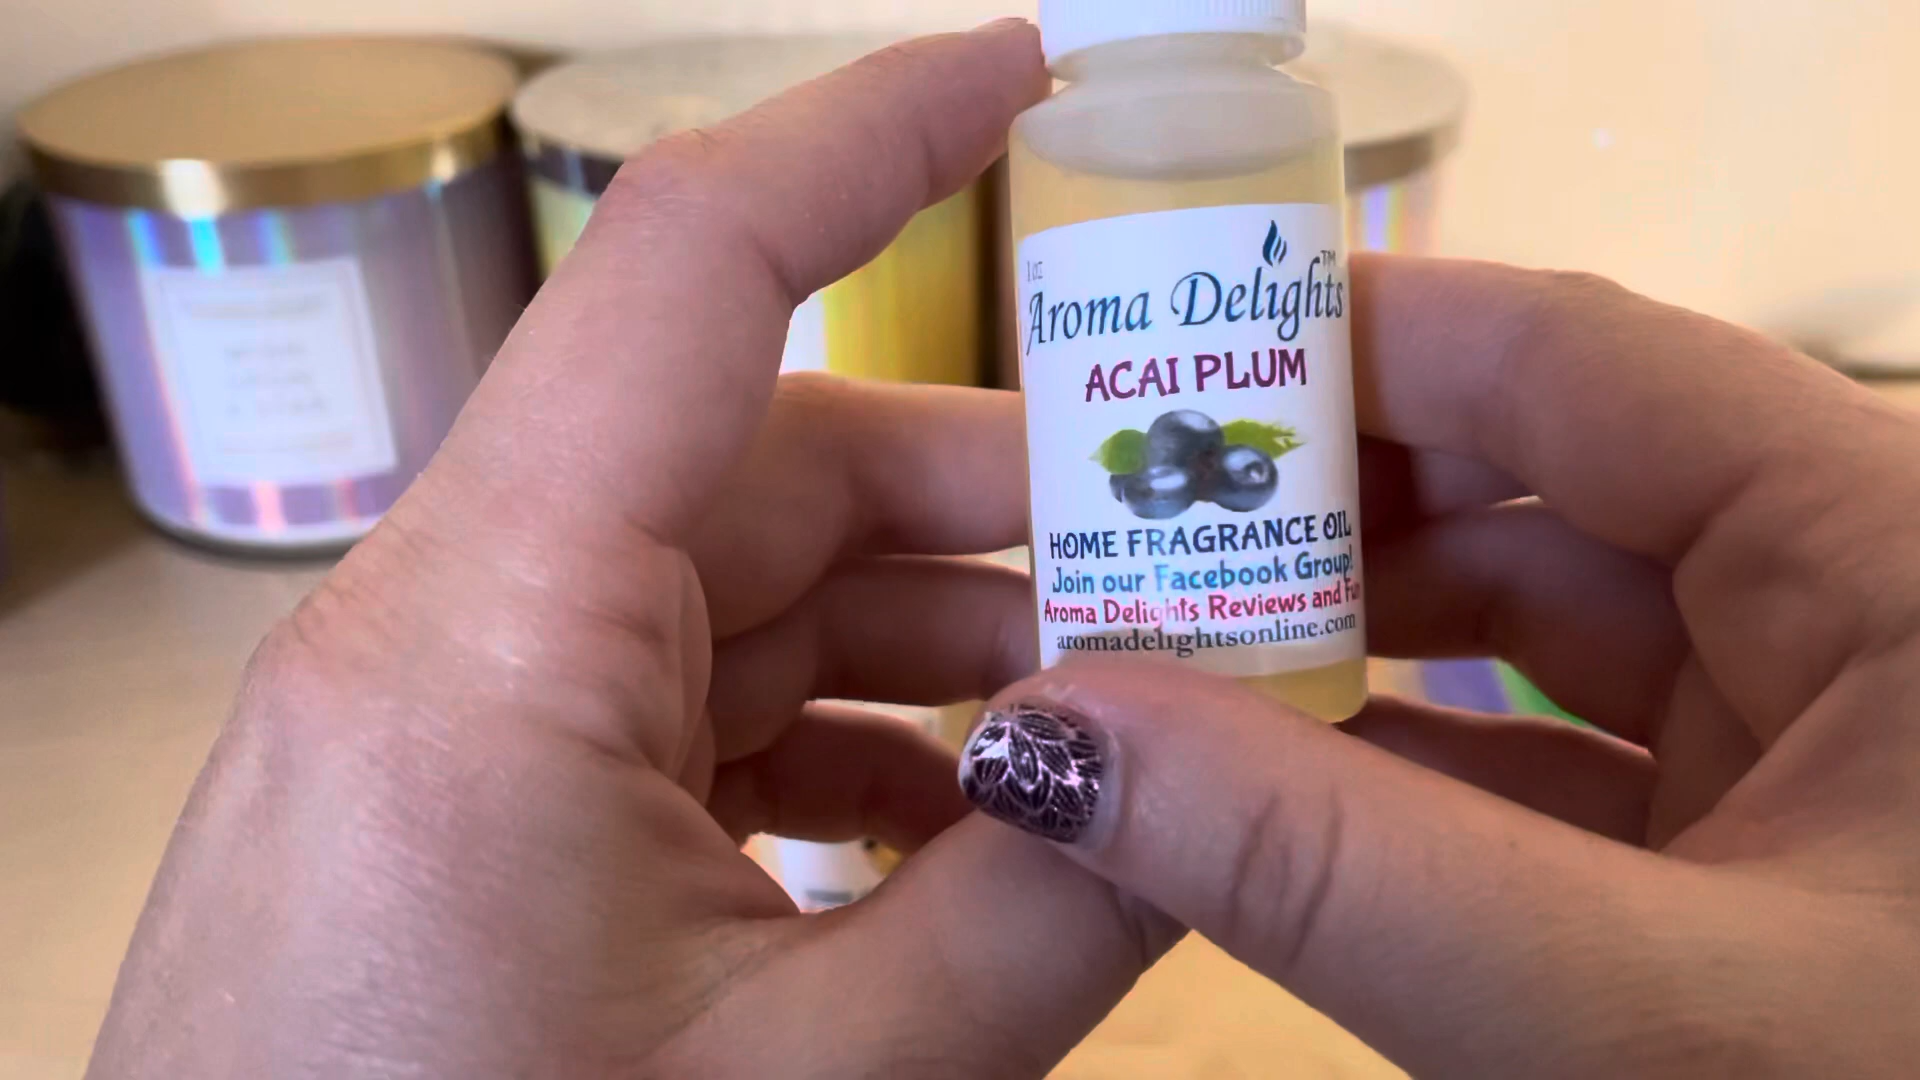 1 oz
Aroma Delights™
ACAI PLUM
HOME FRAGRANCE OIL
Join our Facebook Group!
Aroma Delights Reviews and Fun
aromadelightsonline.com